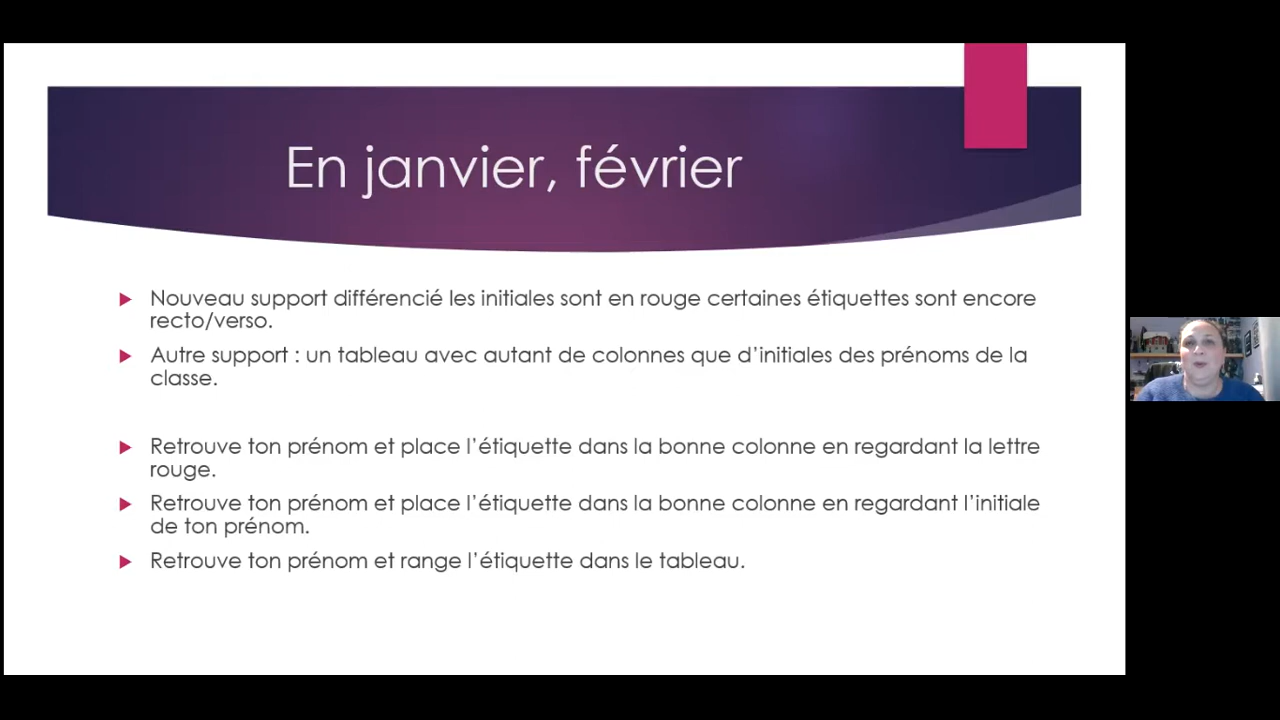 En janvier, février
Nouveau support différencié les initiales sont en rouge certaines étiquettes sont encore
recto/verso.
Autre support : un tableau avec autant de colonnes que d’initiales des prénoms de la
classe.
Retrouve ton prénom et place l’étiquette dans la bonne colonne en regardant la lettre
rouge.
Retrouve ton prénom et place l’étiquette dans la bonne colonne en regardant l’initiale
de ton prénom.
Retrouve ton prénom et range l’étiquette dans le tableau.